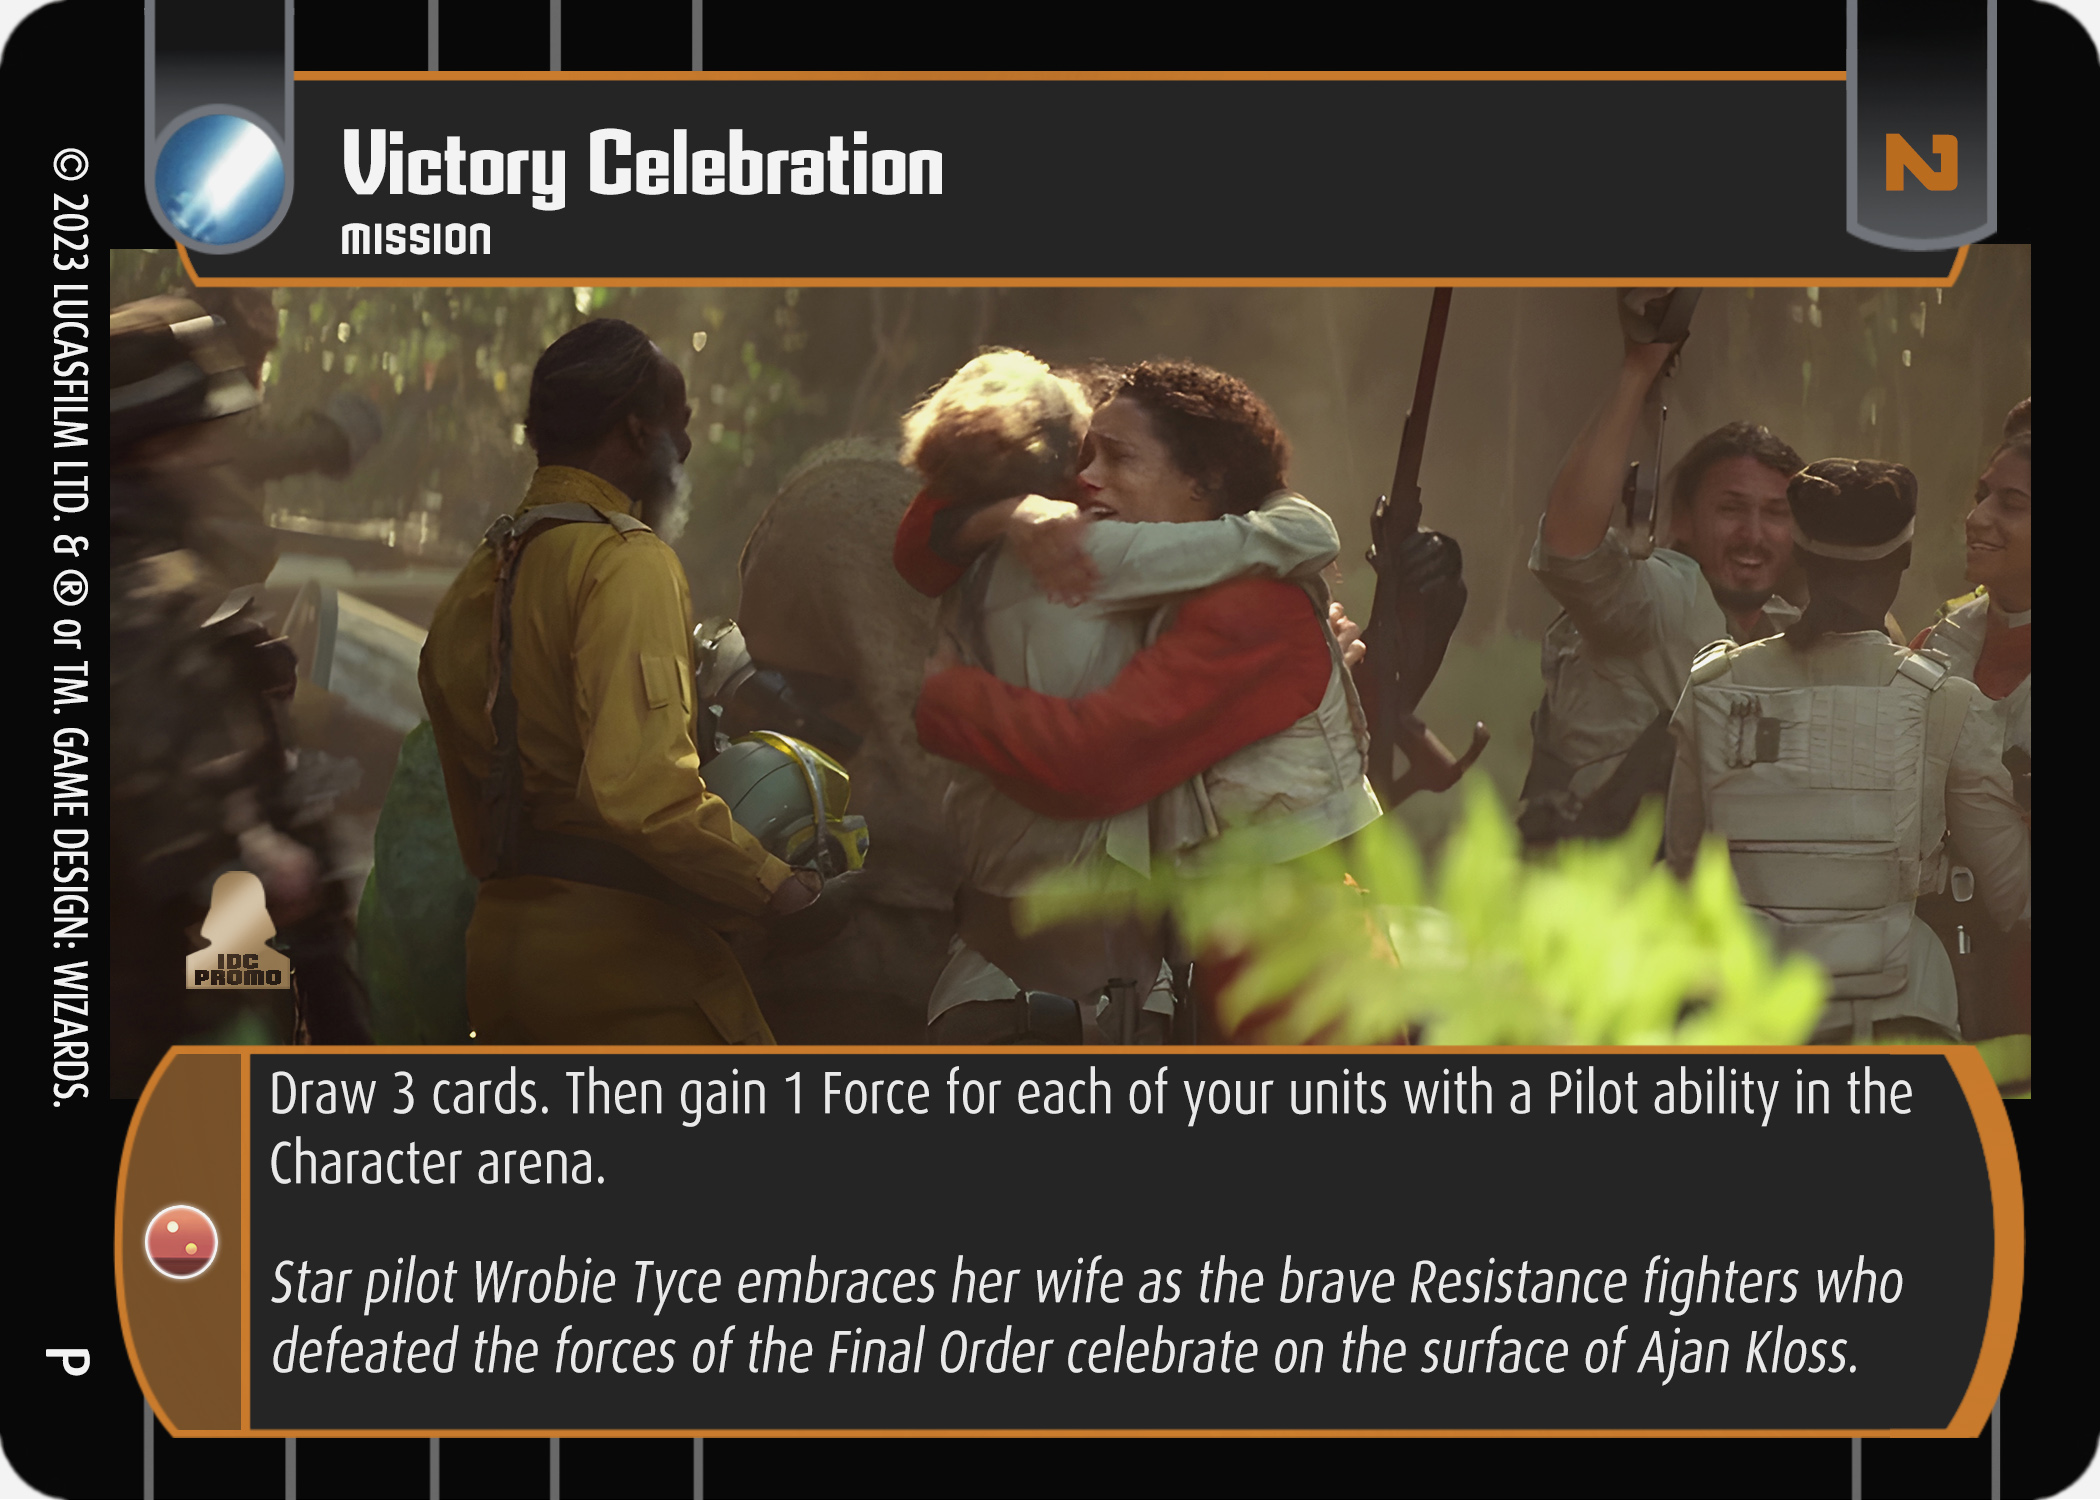 Victory Celebration
MISSION
2
© 2023 LUCASFILM LTD. & ® or TM. GAME DESIGN: WIZARDS.
IDC
PROMO
Draw 3 cards. Then gain 1 Force for each of your units with a Pilot ability in the
Character arena.
Star pilot Wrobie Tyce embraces her wife as the brave Resistance fighters who
defeated the forces of the Final Order celebrate on the surface of Ajan Kloss.
P